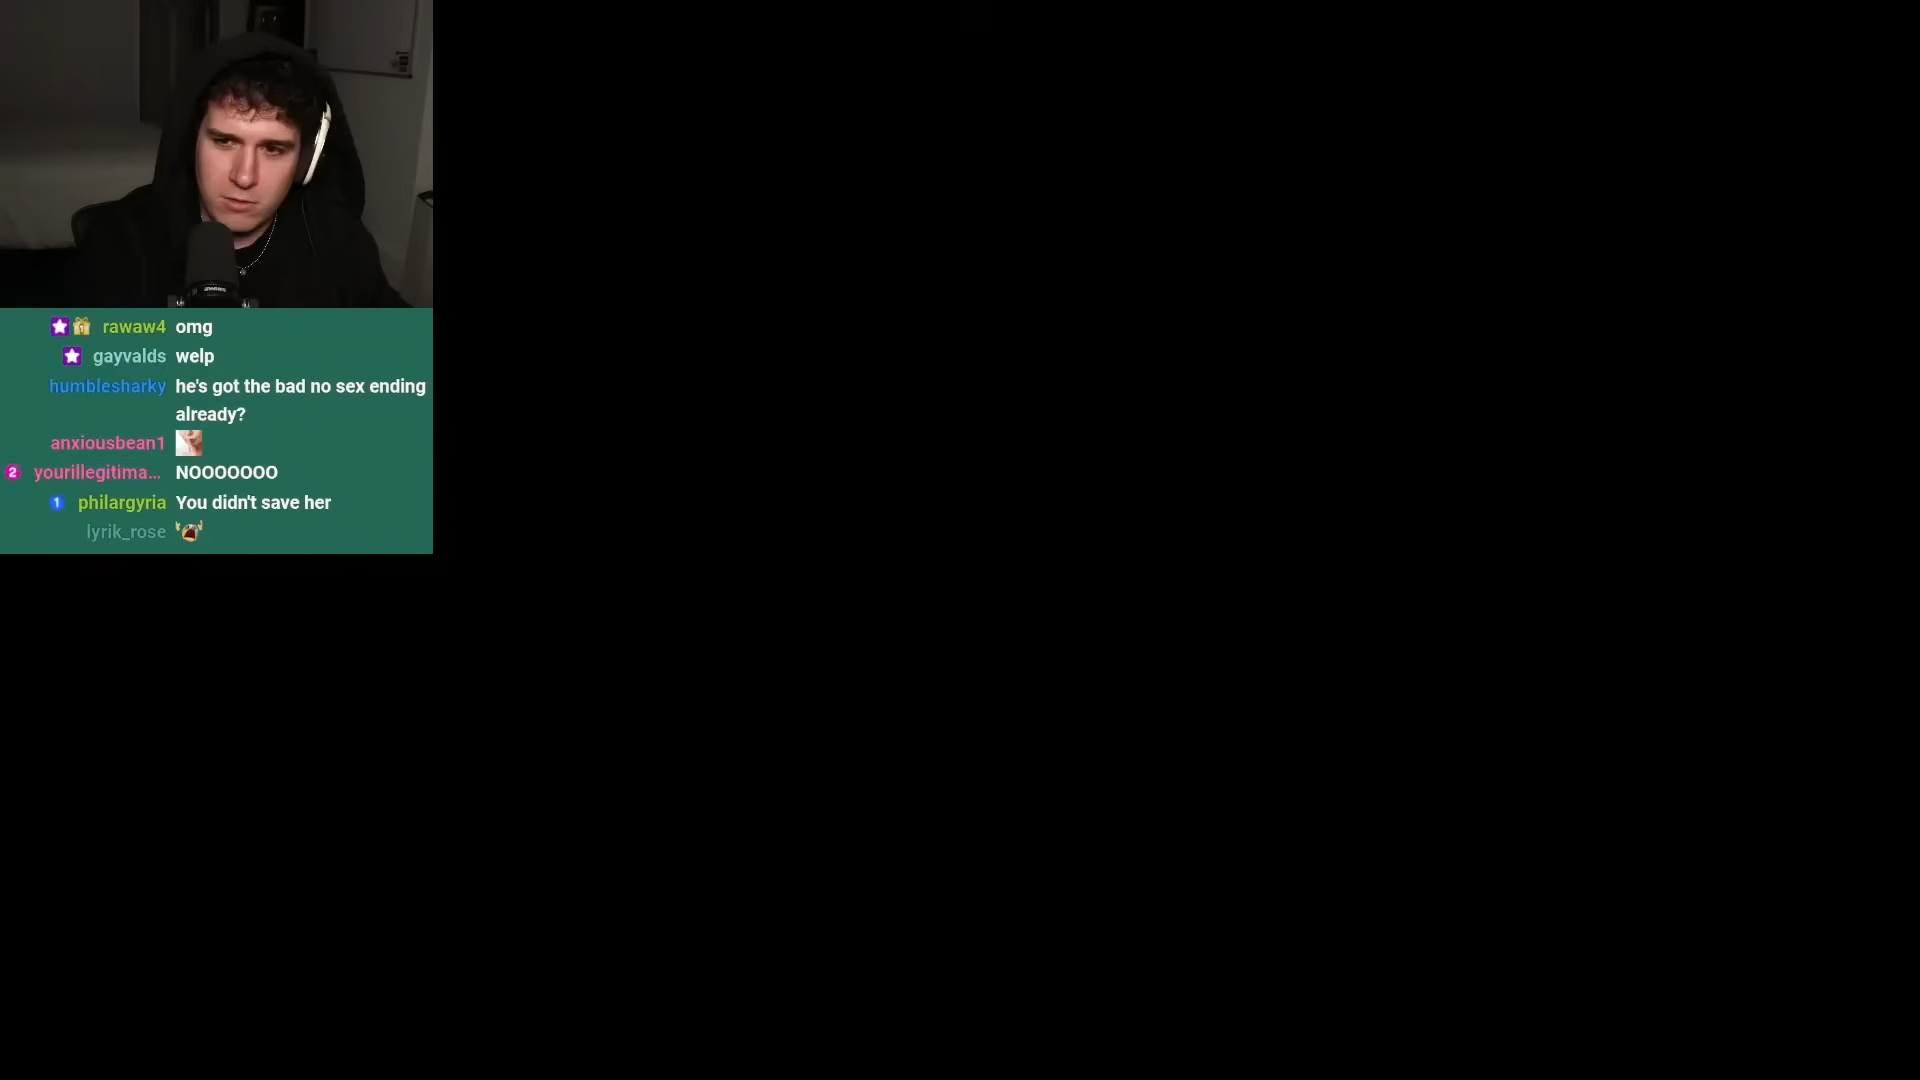 rawaw4 omg
gayvalds welp
humblesharky he's got the bad no sex ending
already?
anxiousbean1
2 yourillegitima... NOOOOOOO
1 philargyria You didn't save her
lyrik_rose